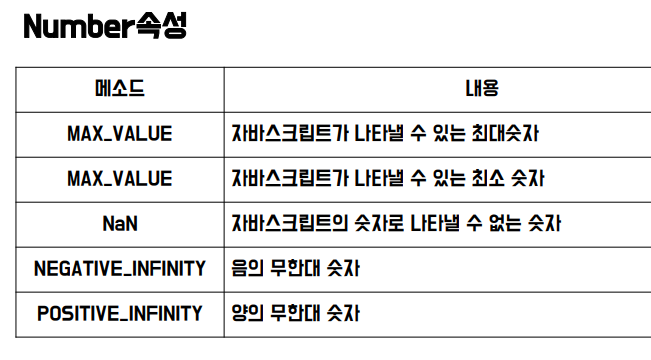 Number속성
메소드 내용
MAX_VALUE 자바스크립트가 나타낼 수 있는 최대숫자
MAX_VALUE 자바스크립트가 나타낼 수 있는 최소 숫자
NaN 자바스크립트의 숫자로 나타낼 수 없는 숫자
NEGATIVE_INFINITY 음의 무한대 숫자
POSITIVE_INFINITY 양의 무한대 숫자